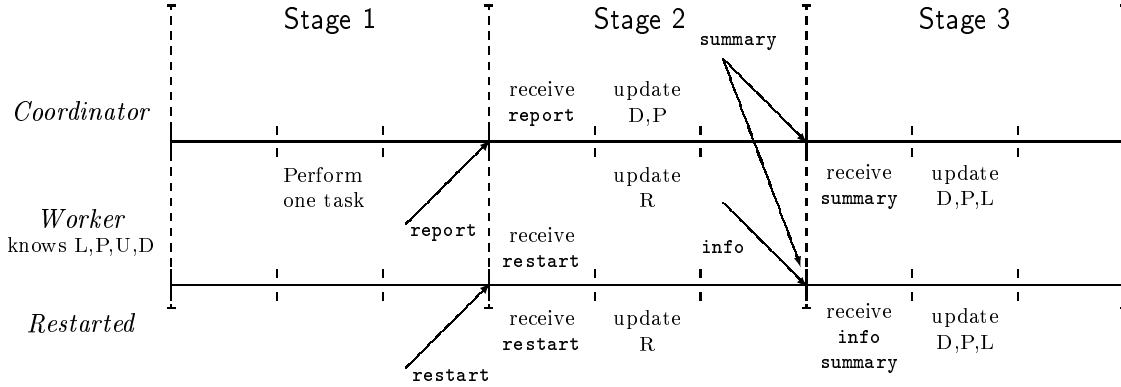 Stage 1
Stage 2
Stage 3
summary
Coordinator
receive
report
update
D,P
Perform
one task
update
R
receive
summary
update
D,P,L
Worker
knows L,P,U,D
report
receive
restart
info
Restarted
receive
restart
update
R
receive
info
summary
update
D,P,L
restart